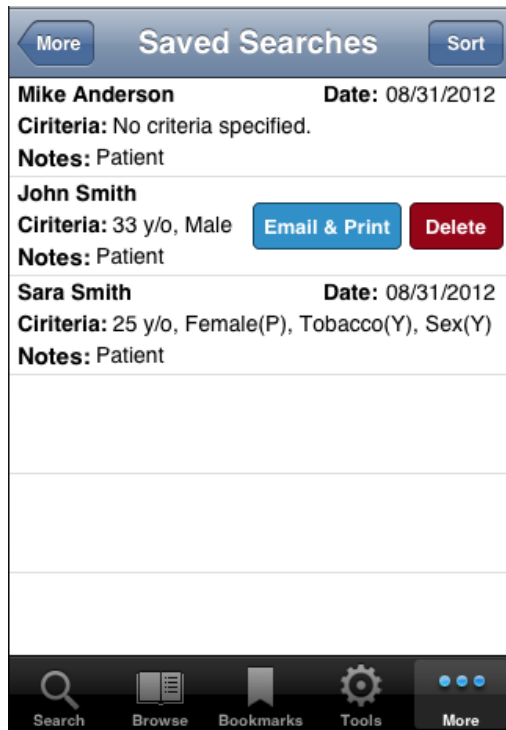 More Saved Searches Sort
Mike Anderson Date: 08/31/2012
Ciriteria: No criteria specified.
Notes: Patient
John Smith
Ciriteria: 33 y/o, Male Email & Print Delete
Notes: Patient
Sara Smith Date: 08/31/2012
Ciriteria: 25 y/o, Female(P), Tobacco(Y), Sex(Y)
Notes: Patient
Search Browse Bookmarks Tools More